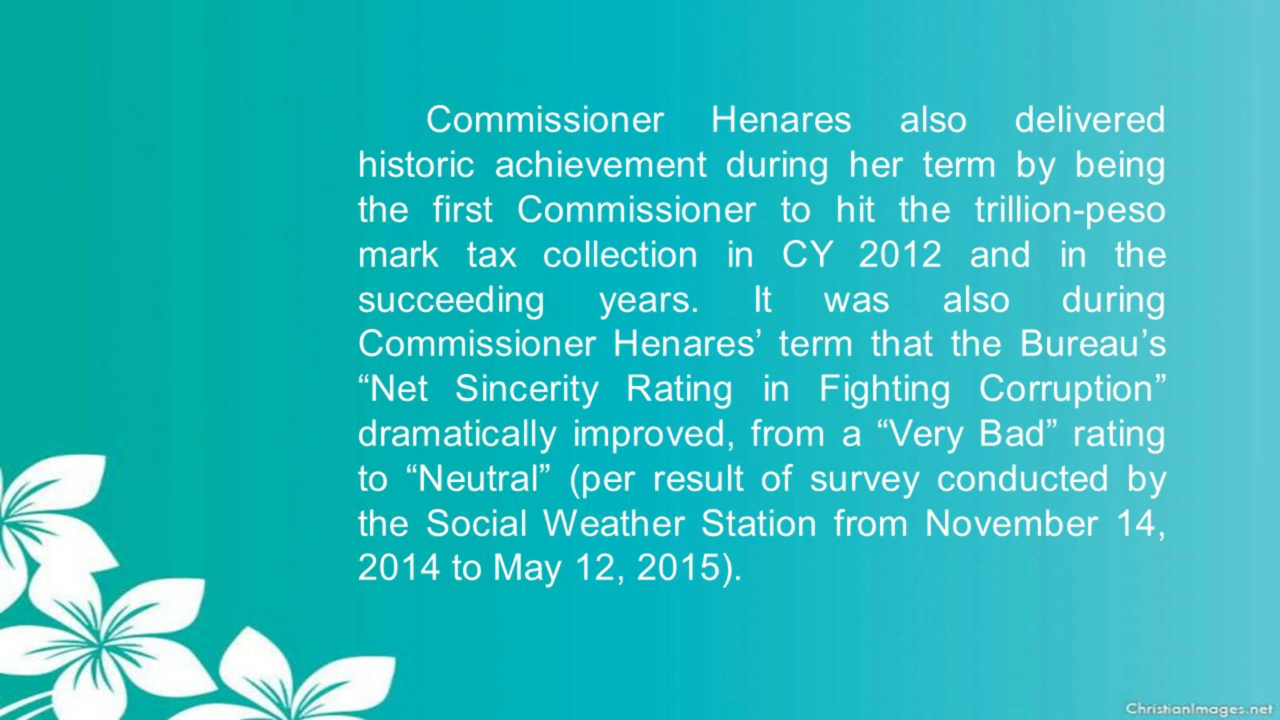 Commissioner Henares also delivered
historic achievement during her term by being
the first Commissioner to hit the trillion-peso
mark tax collection in CY 2012 and in the
succeeding years. It was also during
Commissioner Henares’ term that the Bureau’s
“Net Sincerity Rating in Fighting Corruption”
dramatically improved, from a “Very Bad” rating
to “Neutral” (per result of survey conducted by
the Social Weather Station from November 14,
2014 to May 12, 2015).
ChristianImages.net